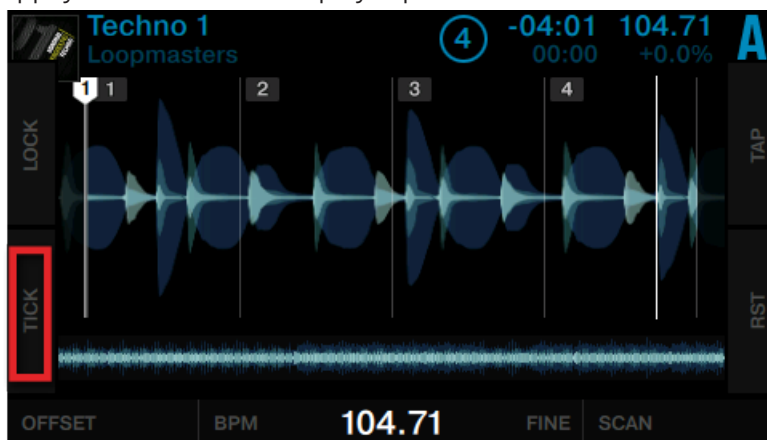 Techno 1
Loopmasters
4
-04:01
00:00
104.71
+0.0%
A
1
1
2
3
4
LOCK
TICK
TAP
RST
OFFSET
BPM
104.71
FINE
SCAN